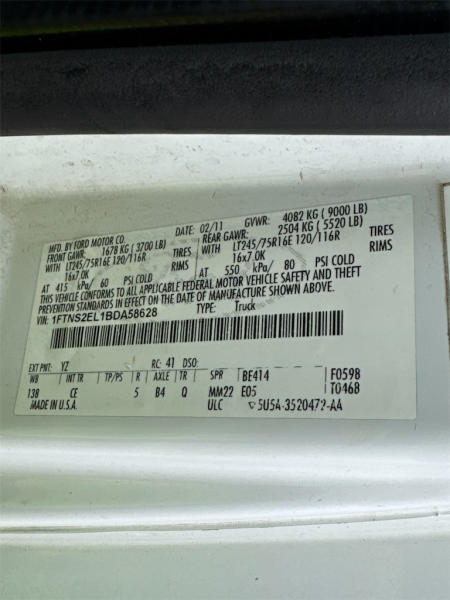 MFD. BY FORD MOTOR CO.
DATE: 02/11 GVWR: 4082 KG (9000 LB)
FRONT GAWR: 1678 KG (3700 LB) REAR GAWR: 2504 KG (5520 LB)
WITH LT245/75R16E 120/116R TIRES WITH LT245/75R16E 120/116R TIRES
16x7.0K RIMS 16x7.0K RIMS
AT 415 kPa/ 60 PSI COLD AT 550 kPa/ 80 PSI COLD
THIS VEHICLE CONFORMS TO ALL APPLICABLE FEDERAL MOTOR VEHICLE SAFETY AND THEFT
PREVENTION STANDARDS IN EFFECT ON THE DATE OF MANUFACTURE SHOWN ABOVE.
VIN: 1FTNS2EL1BDA58628 TYPE: Truck
EXT PNT: YZ RC: 41 DSO:
WB INT TR TP/PS R AXLE TR SPR BE414 F0598
138 CE 5 B4 Q MM22 E05 T0468
MADE IN U.S.A. ULC 5U5A-3520472-AA